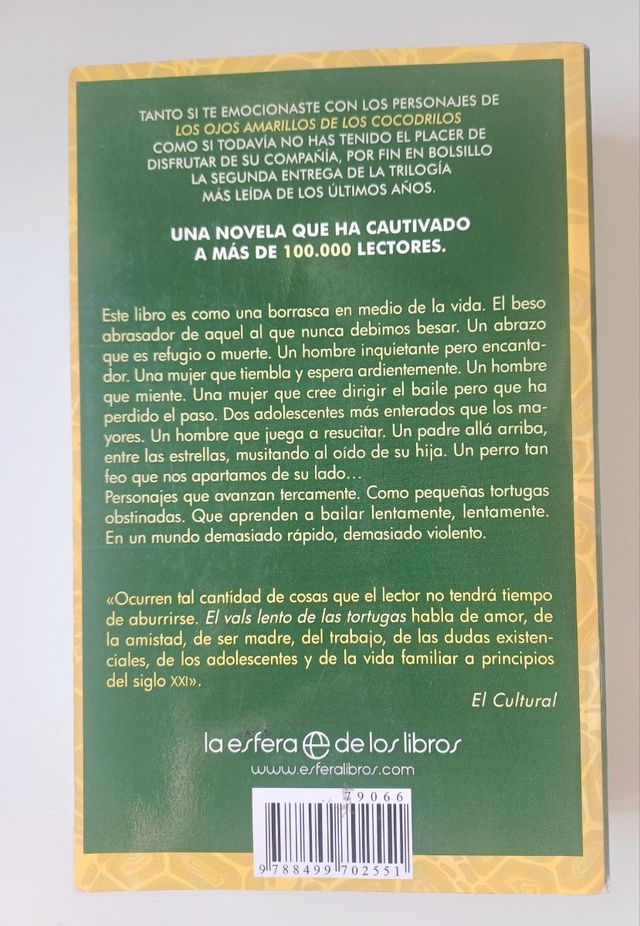 TANTO SI TE EMOCIONASTE CON LOS PERSONAJES DE
LOS OJOS AMARILLOS DE LOS COCODRILOS
COMO SI TODAVÍA NO HAS TENIDO EL PLACER DE
DISFRUTAR DE SU COMPAÑÍA, POR FIN EN BOLSILLO
LA SEGUNDA ENTREGA DE LA TRILOGÍA
MÁS LEÍDA DE LOS ÚLTIMOS AÑOS.
UNA NOVELA QUE HA CAUTIVADO
A MÁS DE 100.000 LECTORES.
Este libro es como una borrasca en medio de la vida. El beso
abrasador de aquel al que nunca debimos besar. Un abrazo
que es refugio o muerte. Un hombre inquietante pero encanta-
dor. Una mujer que tiembla y espera ardientemente. Un hombre
que miente. Una mujer que cree dirigir el baile pero que ha
perdido el paso. Dos adolescentes más enterados que los ma-
yores. Un hombre que juega a resucitar. Un padre allá arriba,
entre las estrellas, musitando al oído de su hija. Un perro tan
feo que nos apartamos de su lado...
Personajes que avanzan tercamente. Como pequeñas tortugas
obstinadas. Que aprenden a bailar lentamente, lentamente.
En un mundo demasiado rápido, demasiado violento.
«Ocurren tal cantidad de cosas que el lector no tendrá tiempo
de aburrirse. El vals lento de las tortugas habla de amor, de
la amistad, de ser madre, del trabajo, de las dudas existen-
ciales, de los adolescentes y de la vida familiar a principios
del siglo XXI».
El Cultural
la esfera de los libros
www.esferalibros.com
79066
9 788499 702551